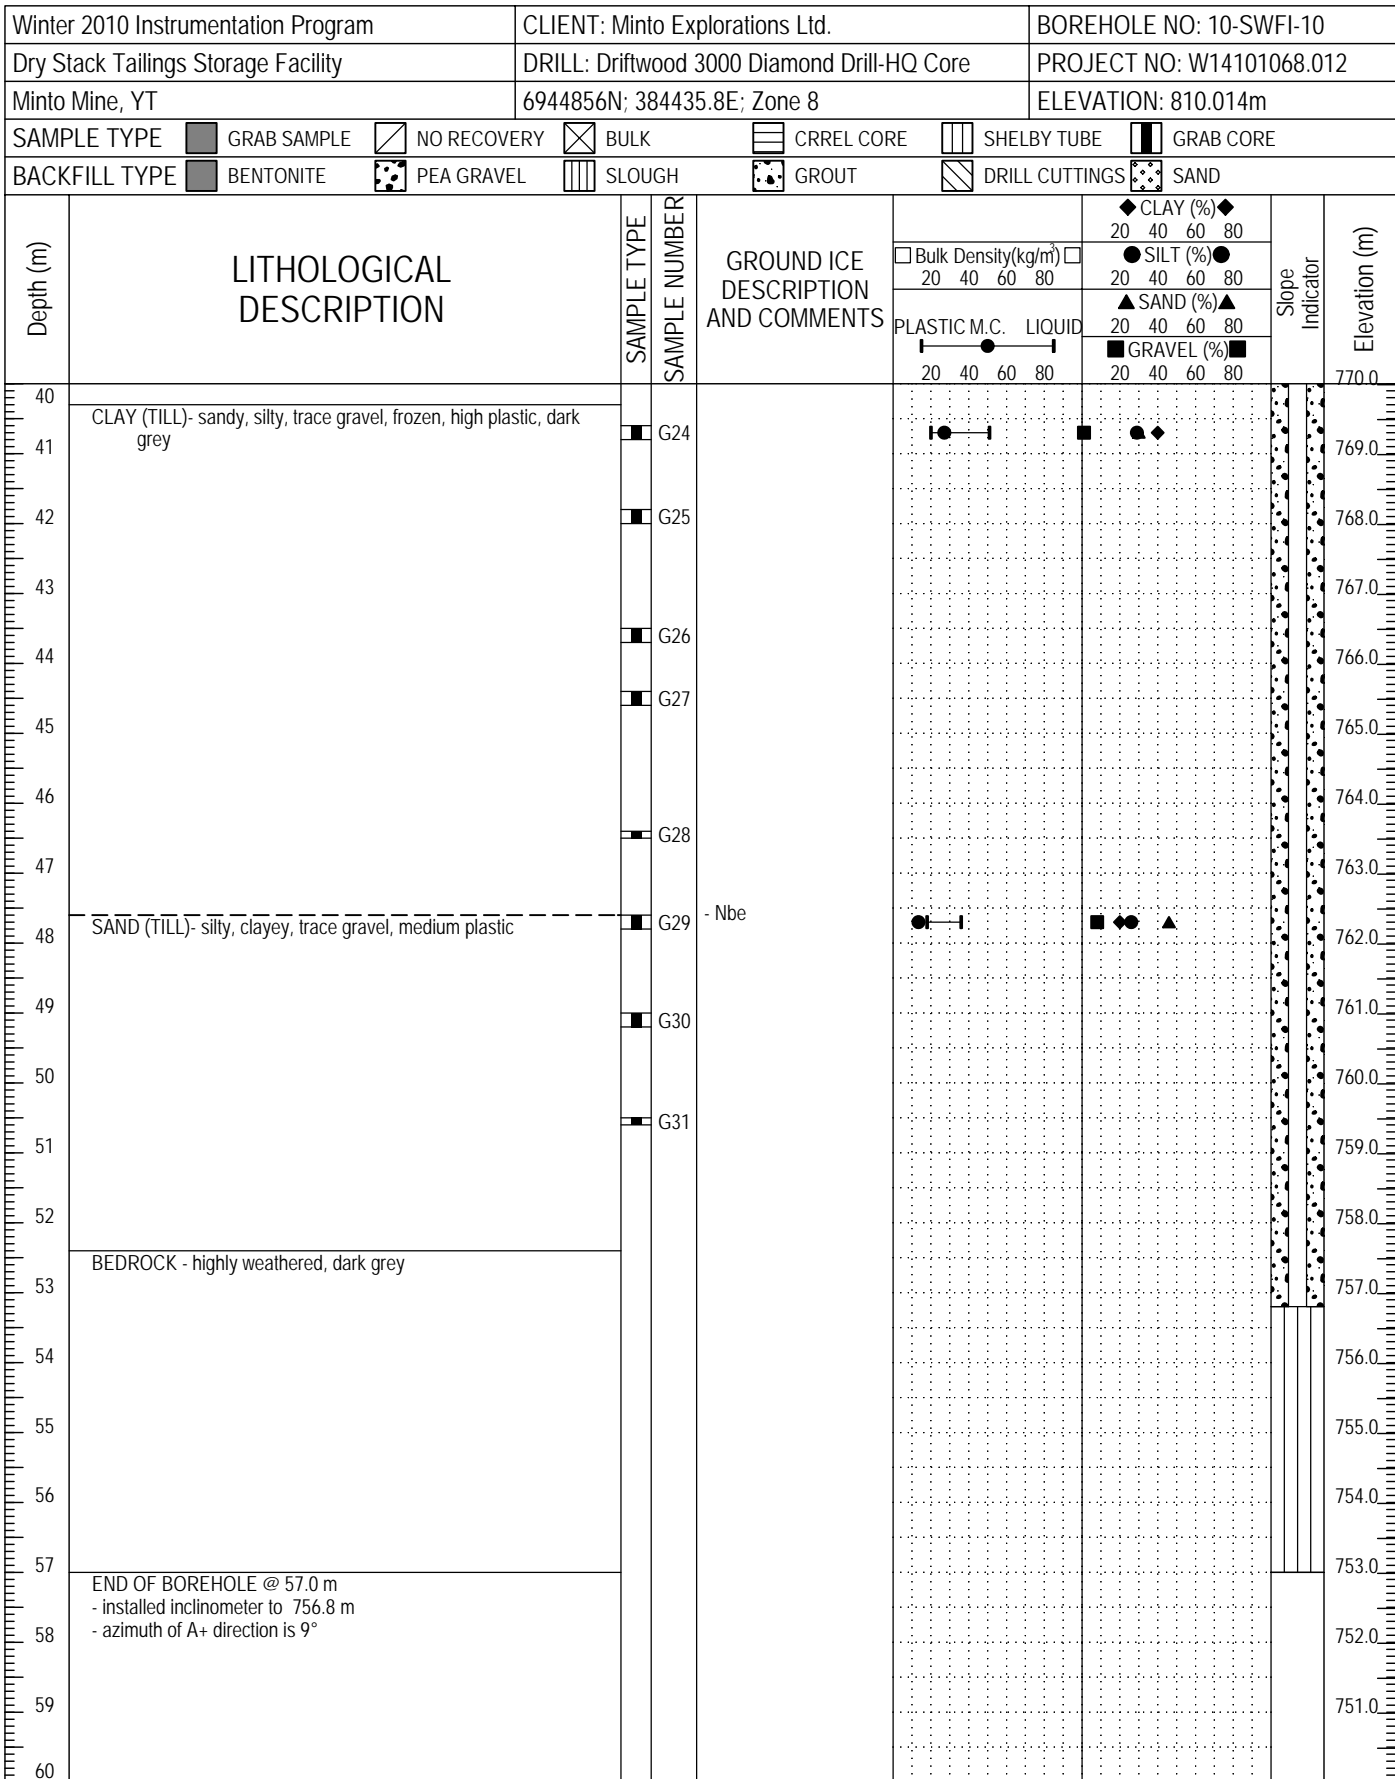 Winter 2010 Instrumentation Program
CLIENT: Minto Explorations Ltd.
BOREHOLE NO: 10-SWFI-10
Dry Stack Tailings Storage Facility
DRILL: Driftwood 3000 Diamond Drill-HQ Core
PROJECT NO: W14101068.012
Minto Mine, YT
6944856N; 384435.8E; Zone 8
ELEVATION: 810.014m
SAMPLE TYPE
GRAB SAMPLE
NO RECOVERY
BULK
CRREL CORE
SHELBY TUBE
GRAB CORE
BACKFILL TYPE
BENTONITE
PEA GRAVEL
SLOUGH
GROUT
DRILL CUTTINGS
SAND
Depth (m)
LITHOLOGICAL
DESCRIPTION
SAMPLE TYPE
SAMPLE NUMBER
GROUND ICE
DESCRIPTION
AND COMMENTS
Bulk Density(kg/m³)
20 40 60 80
PLASTIC M.C. LIQUID
20 40 60 80
CLAY (%)
20 40 60 80
SILT (%)
20 40 60 80
SAND (%)
20 40 60 80
GRAVEL (%)
20 40 60 80
Slope
Indicator
Elevation (m)
40
770.0
CLAY (TILL)- sandy, silty, trace gravel, frozen, high plastic, dark
grey
G24
41
769.0
G25
42
768.0
43
767.0
G26
44
766.0
G27
45
765.0
46
764.0
G28
47
763.0
- Nbe
SAND (TILL)- silty, clayey, trace gravel, medium plastic
G29
48
762.0
49
761.0
G30
50
760.0
G31
51
759.0
52
758.0
BEDROCK - highly weathered, dark grey
53
757.0
54
756.0
55
755.0
56
754.0
57
753.0
END OF BOREHOLE @ 57.0 m
- installed inclinometer to 756.8 m
- azimuth of A+ direction is 9°
58
752.0
59
751.0
60